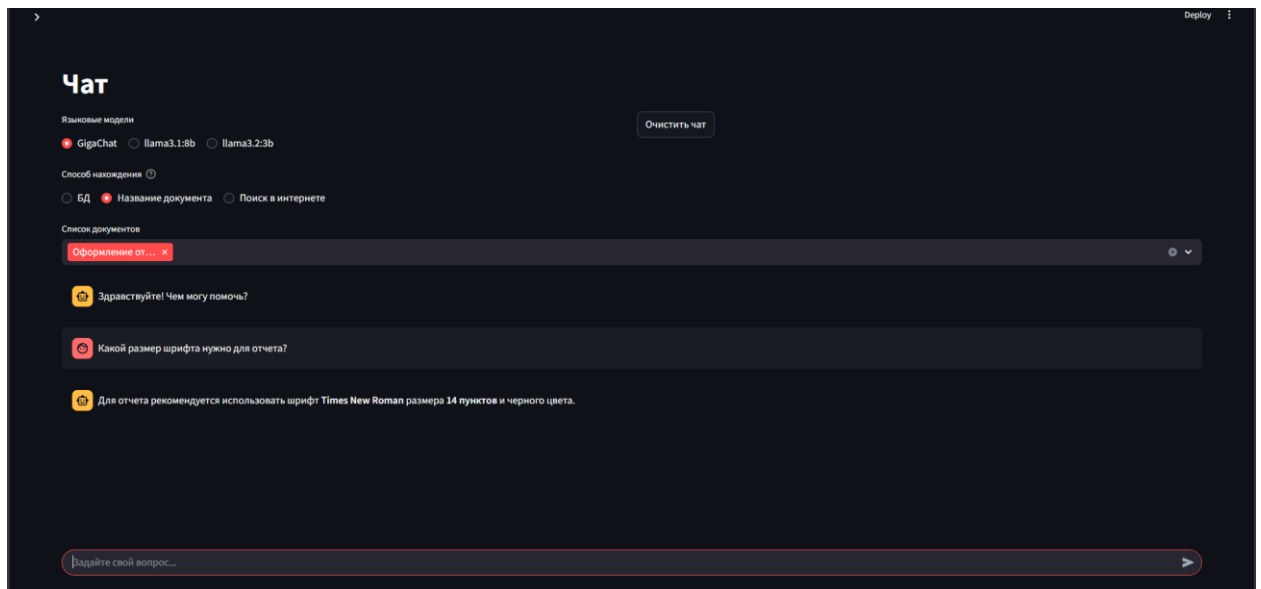 Deploy
Чат
Языковые модели
Очистить чат
GigaChat llama3.1:8b llama3.2:3b
Способ нахождения
БД Название документа Поиск в интернете
Список документов
Оформление от... ×
Здравствуйте! Чем могу помочь?
Какой размер шрифта нужно для отчета?
Для отчета рекомендуется использовать шрифт Times New Roman размера 14 пунктов и черного цвета.
Задайте свой вопрос...